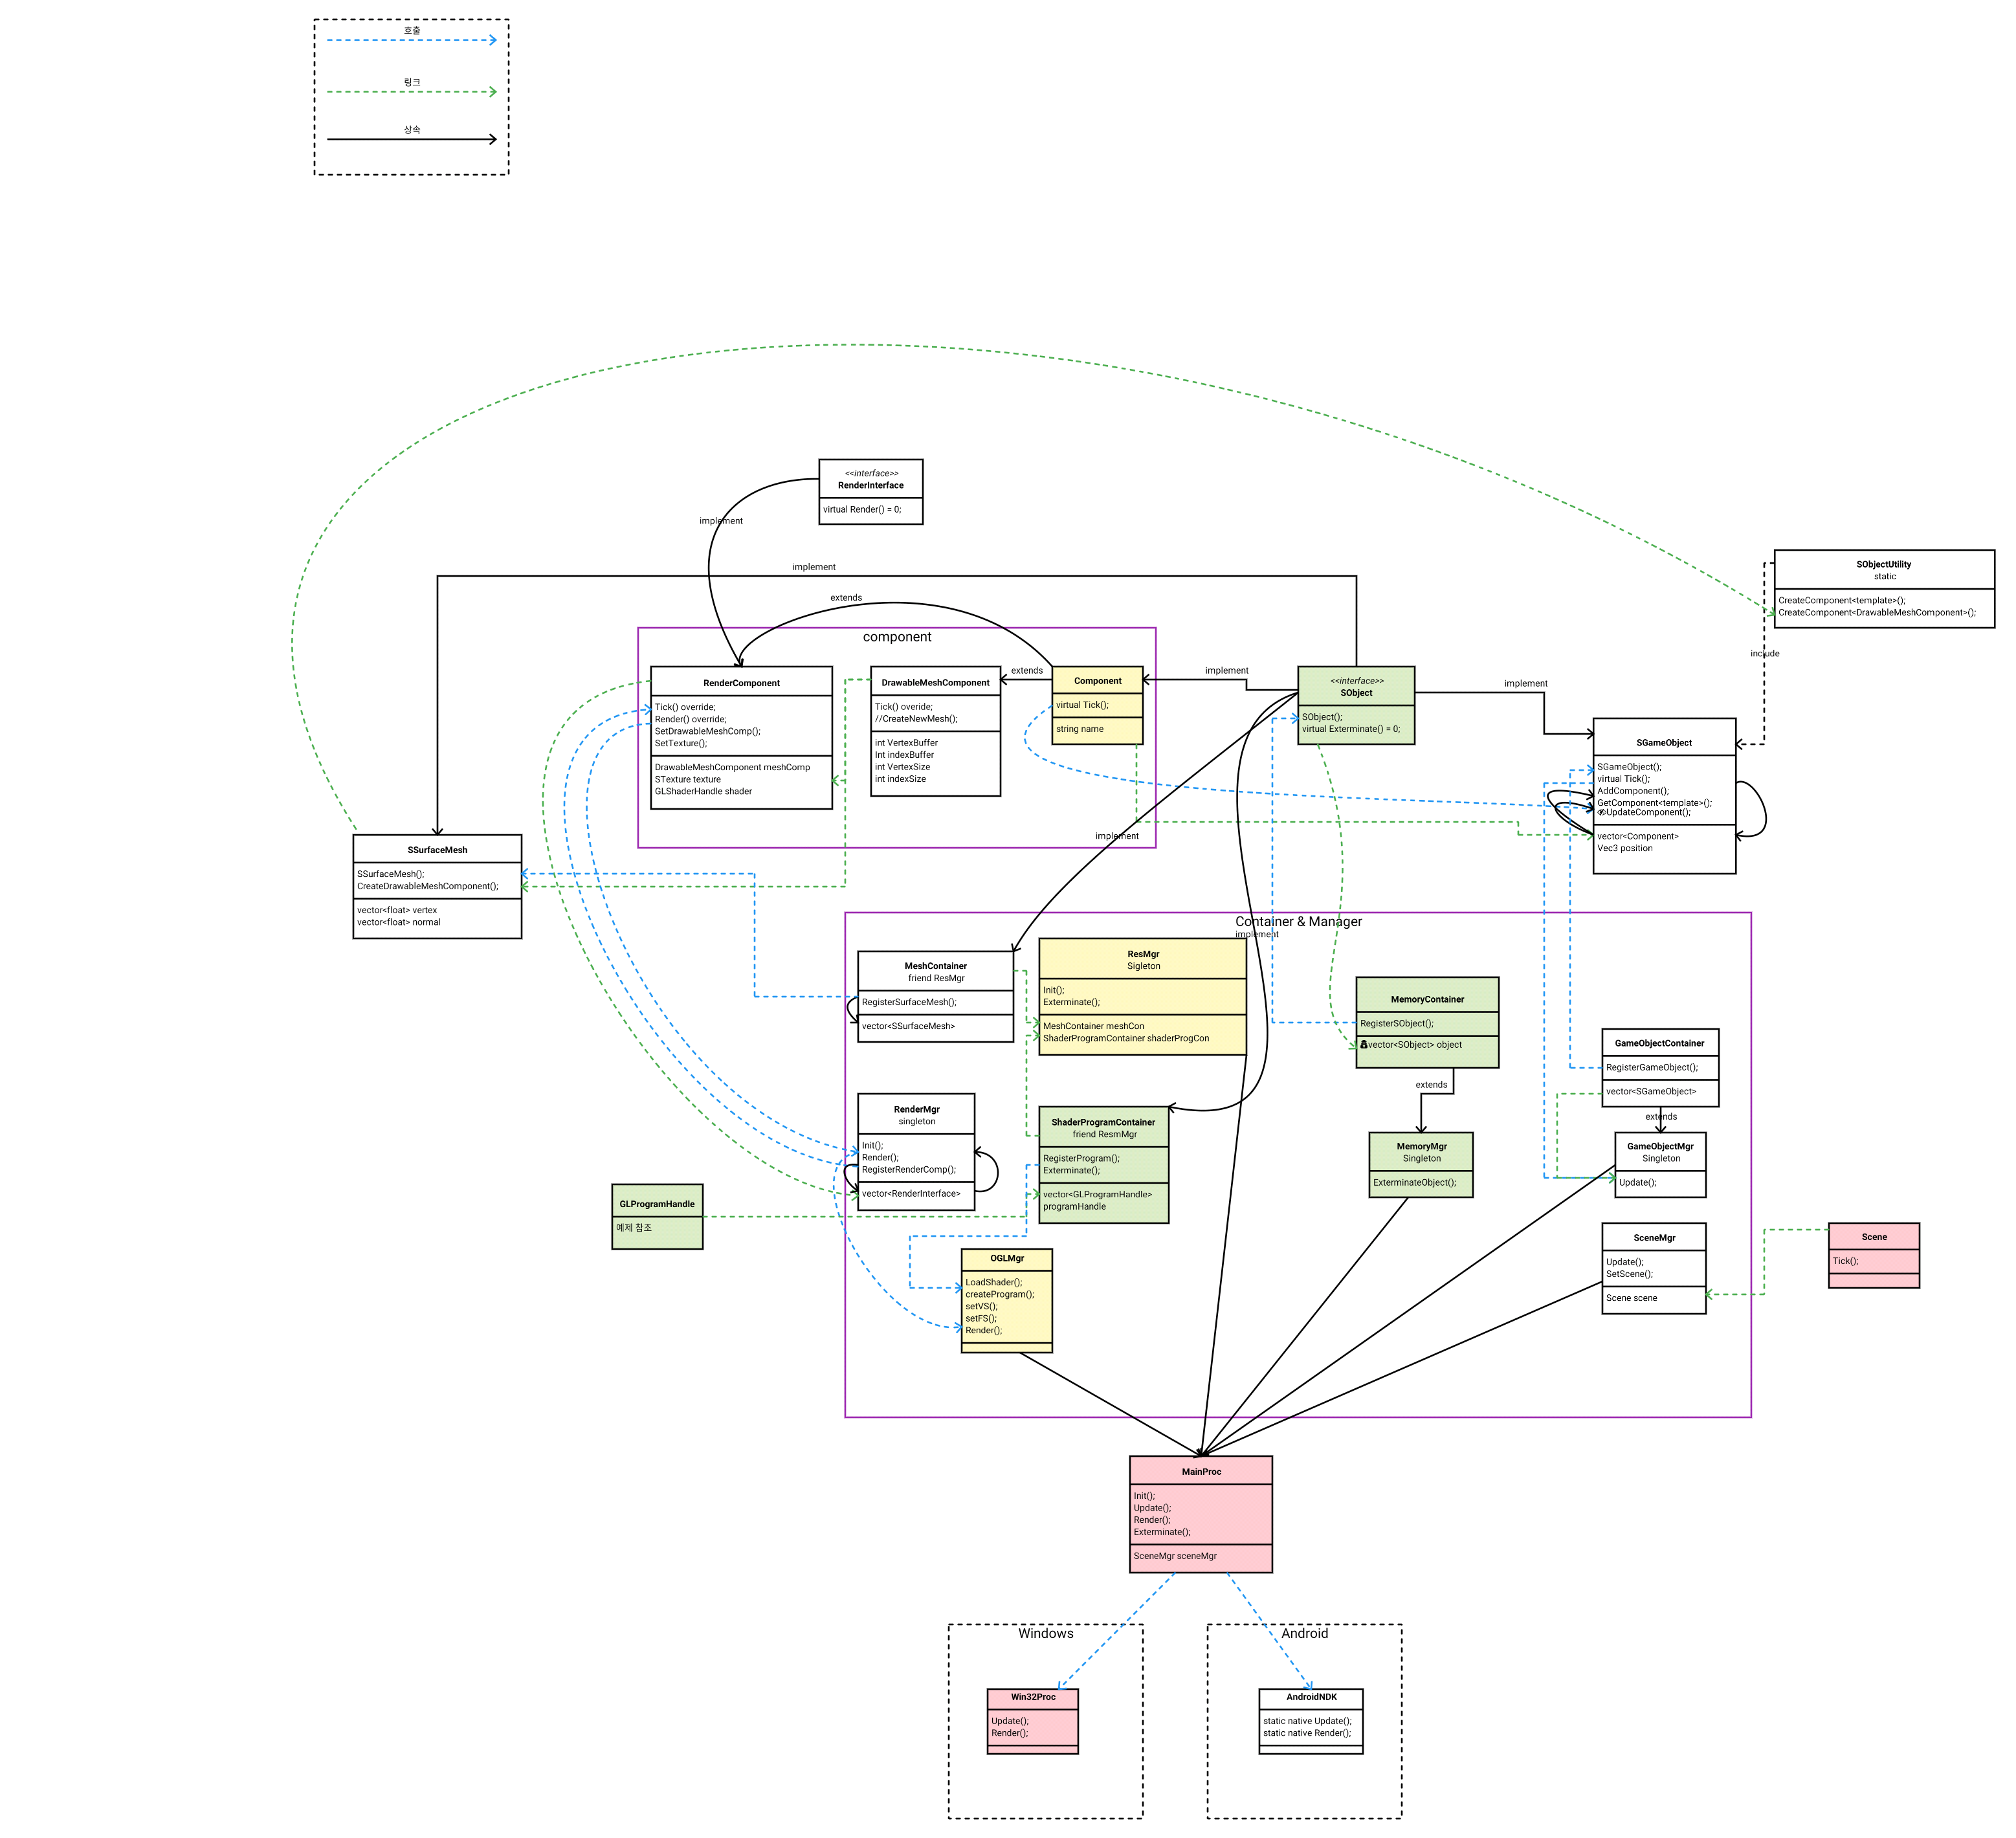 호출
링크
상속
<<interface>>
RenderInterface
virtual Render() = 0;
implement
implement
extends
SObjectUtility
static
CreateComponent<template>();
CreateComponent<DrawableMeshComponent>();
include
component
RenderComponent
Tick() override;
Render() override;
SetDrawableMeshComp();
SetTexture();
DrawableMeshComponent meshComp
STexture texture
GLShaderHandle shader
DrawableMeshComponent
Tick() overide;
//CreateNewMesh();
int VertexBuffer
Int indexBuffer
int VertexSize
int indexSize
extends
Component
virtual Tick();
string name
implement
<<interface>>
SObject
SObject();
virtual Exterminate() = 0;
implement
SGameObject
SGameObject();
virtual Tick();
AddComponent();
GetComponent<template>();
UpdateComponent();
vector<Component>
Vec3 position
implement
SSurfaceMesh
SSurfaceMesh();
CreateDrawableMeshComponent();
vector<float> vertex
vector<float> normal
Container & Manager
implement
MeshContainer
friend ResMgr
RegisterSurfaceMesh();
vector<SSurfaceMesh>
ResMgr
Sigleton
Init();
Exterminate();
MeshContainer meshCon
ShaderProgramContainer shaderProgCon
MemoryContainer
RegisterSObject();
vector<SObject> object
extends
GameObjectContainer
RegisterGameObject();
vector<SGameObject>
extends
RenderMgr
singleton
Init();
Render();
RegisterRenderComp();
vector<RenderInterface>
ShaderProgramContainer
friend ResmMgr
RegisterProgram();
Exterminate();
vector<GLProgramHandle>
programHandle
MemoryMgr
Singleton
ExterminateObject();
GameObjectMgr
Singleton
Update();
GLProgramHandle
예제 참조
OGLMgr
LoadShader();
createProgram();
setVS();
setFS();
Render();
SceneMgr
Update();
SetScene();
Scene scene
Scene
Tick();
MainProc
Init();
Update();
Render();
Exterminate();
SceneMgr sceneMgr
Windows
Win32Proc
Update();
Render();
Android
AndroidNDK
static native Update();
static native Render();